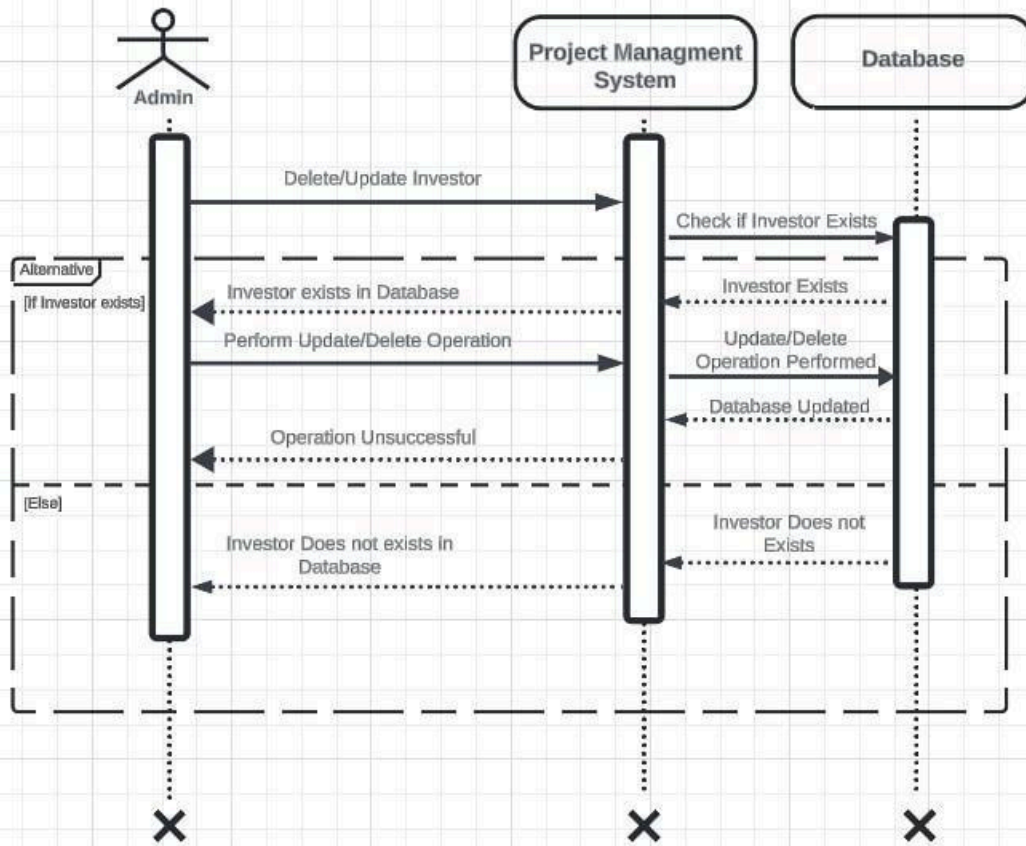 Admin
Project Managment
System
Database
Delete/Update Investor
Check if Investor Exists
Alternative
[if Investor exists]
Investor exists in Database
Investor Exists
Perform Update/Delete Operation
Update/Delete
Operation Performed
Database Updated
Operation Unsuccessful
[Else]
Investor Does not
Exists
Investor Does not exists in
Database